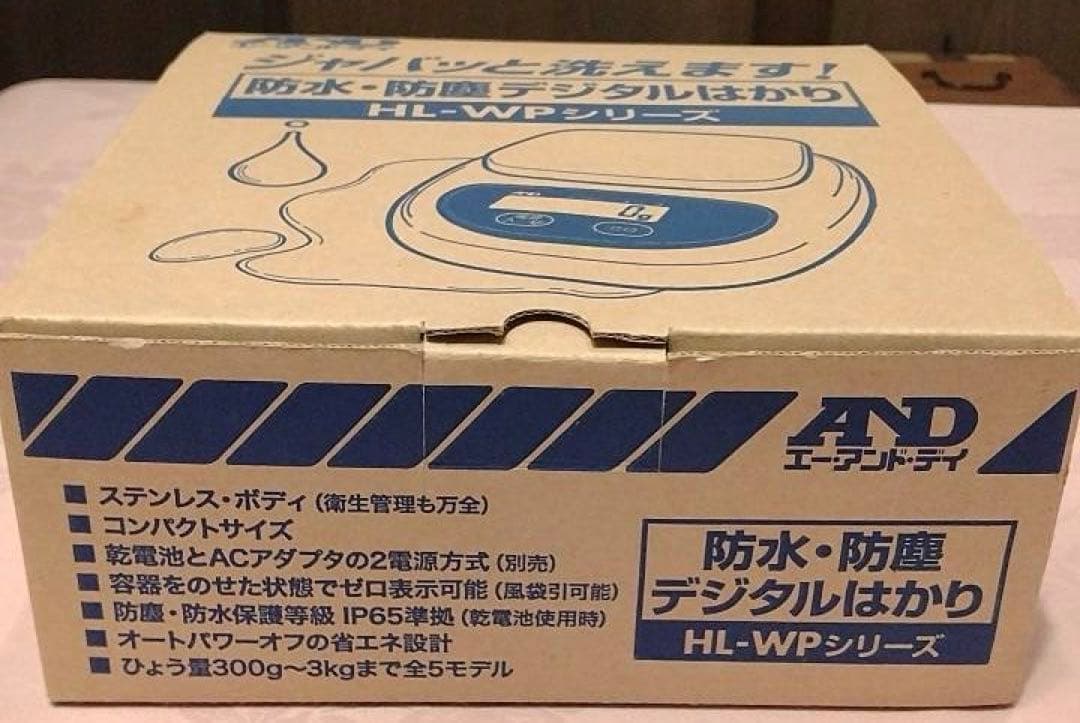 ジャバッと洗えます!
防水・防塵デジタルはかり
HL-WPシリーズ
AND
0g
AND
エー・アンド・デイ
■ ステンレス・ボディ(衛生管理も万全)
■ コンパクトサイズ
■ 乾電池とACアダプタの2電源方式(別売)
■ 容器をのせた状態でゼロ表示可能(風袋引可能)
■ 防塵・防水保護等級 IP65準拠(乾電池使用時)
■ オートパワーオフの省エネ設計
■ ひょう量300g~3kgまで全5モデル
防水・防塵
デジタルはかり
HL-WPシリーズ